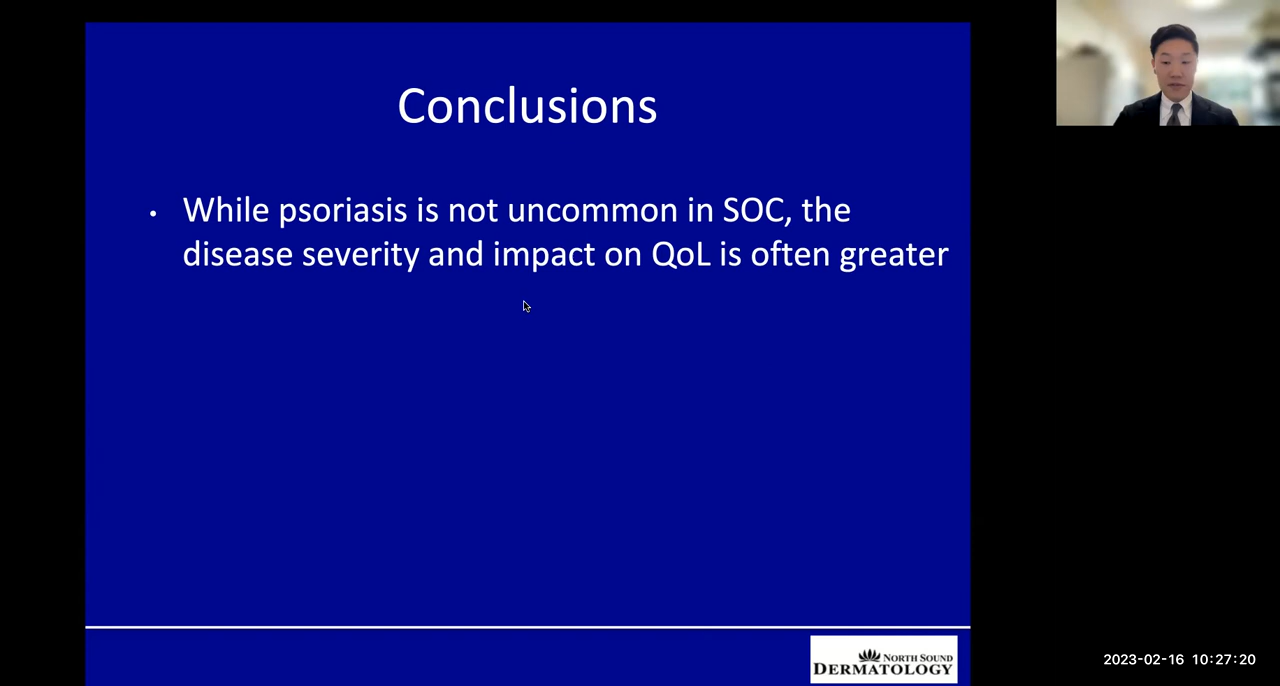 Conclusions
• While psoriasis is not uncommon in SOC, the
disease severity and impact on QoL is often greater
NORTH SOUND
DERMATOLOGY
2023-02-16 10:27:20